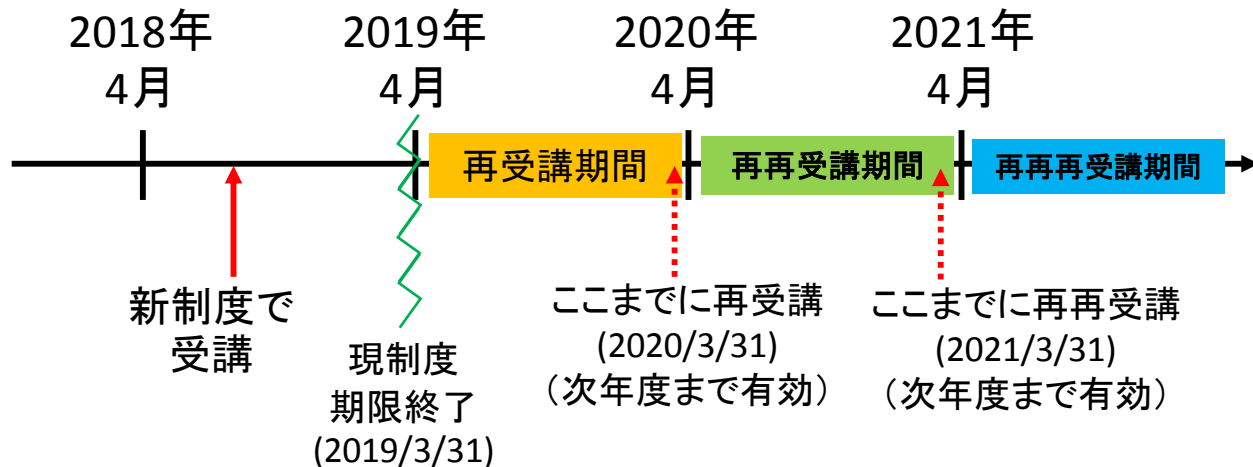 2018年
4月
2019年
4月
2020年
4月
2021年
4月
再受講期間
再再受講期間
再再再受講期間
新制度で
受講
現制度
期限終了
(2019/3/31)
ここまでに再受講
(2020/3/31)
（次年度まで有効）
ここまでに再再受講
(2021/3/31)
（次年度まで有効）